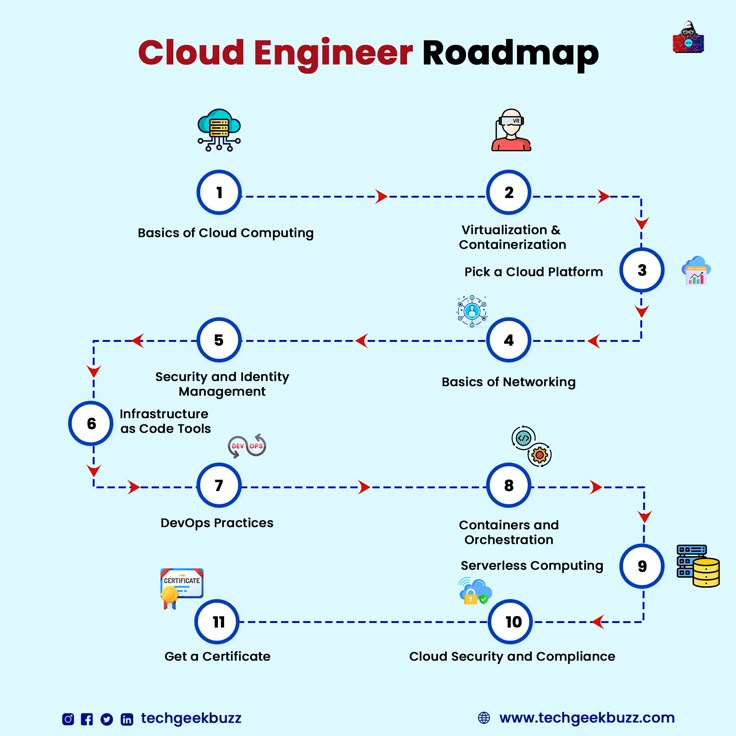 Cloud Engineer Roadmap
VR
1
2
Basics of Cloud Computing
Virtualization &
Containerization
Pick a Cloud Platform
3
5
4
Security and Identity
Management
Basics of Networking
6
Infrastructure
as Code Tools
DEV OPS
7
8
DevOps Practices
Containers and
Orchestration
Serverless Computing
9
CERTIFICATE
11
10
Get a Certificate
Cloud Security and Compliance
techgeekbuzz
www.techgeekbuzz.com